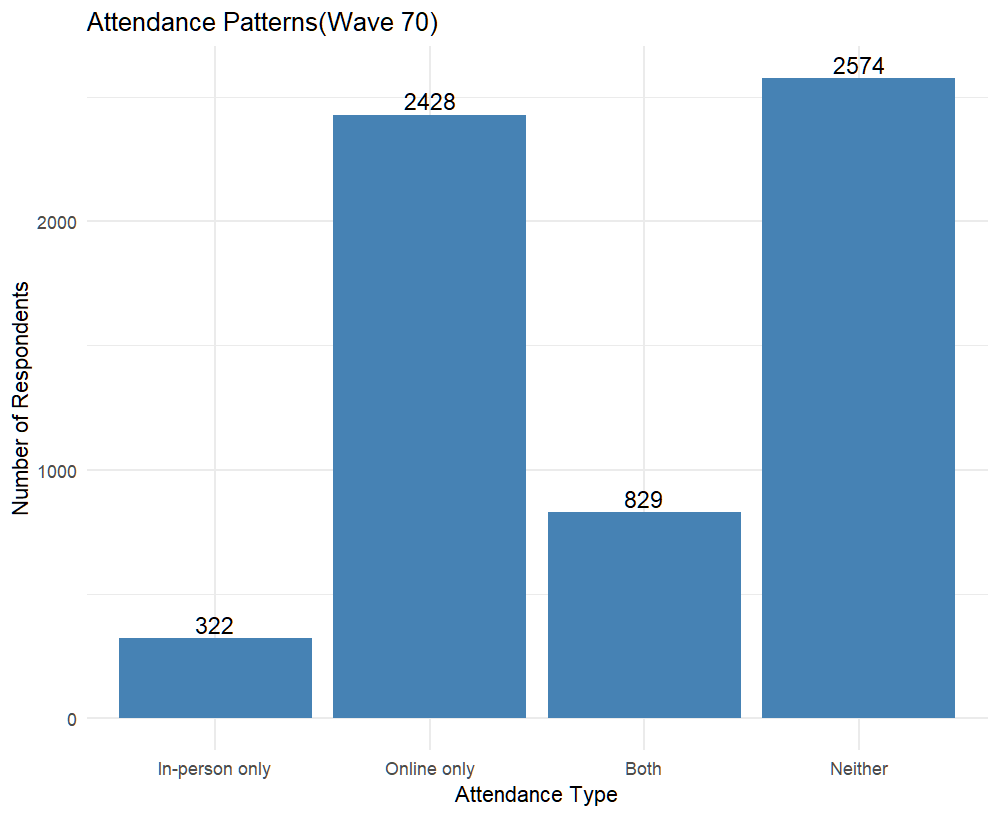 Attendance Patterns(Wave 70)
2574
2428
2000
Number of Respondents
1000
829
322
0
In-person only
Online only
Both
Neither
Attendance Type